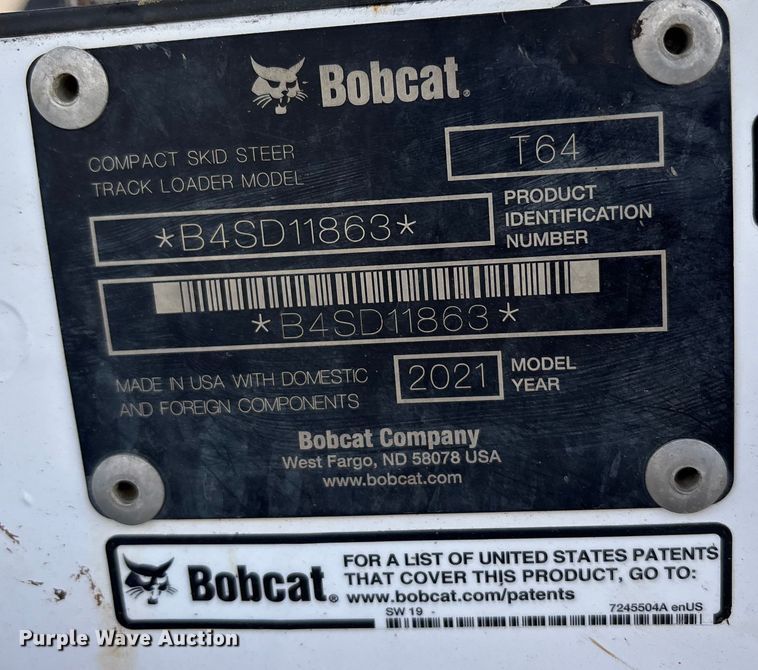 Bobcat.
COMPACT SKID STEER
TRACK LOADER MODEL
T64
*B4SD11863*
PRODUCT
IDENTIFICATION
NUMBER
*B4SD11863*
MADE IN USA WITH DOMESTIC
AND FOREIGN COMPONENTS
2021
MODEL
YEAR
Bobcat Company
West Fargo, ND 58078 USA
www.bobcat.com
Bobcat.
FOR A LIST OF UNITED STATES PATENTS
THAT COVER THIS PRODUCT, GO TO:
www.bobcat.com/patents
SW 19 -
7245504A enUS
Purple Wave Auction